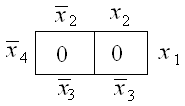 x̅₂ x₂
x̅₄ 0 0 x₁
x̅₃ x̅₃